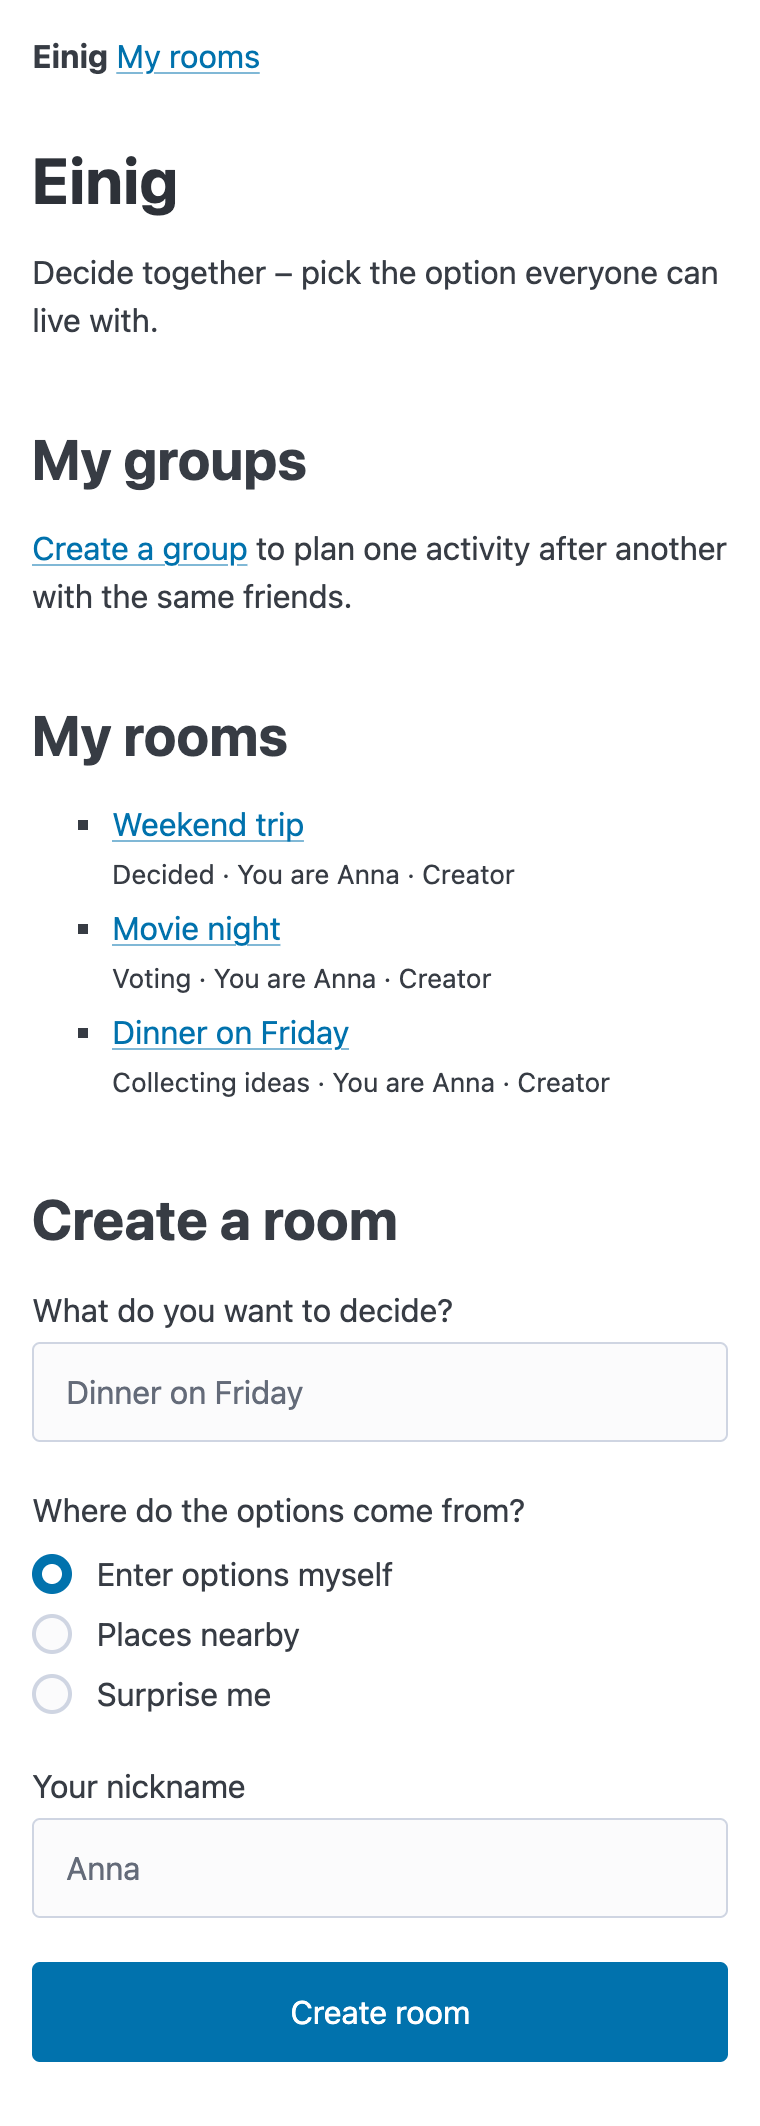 Einig My rooms
Einig
Decide together – pick the option everyone can
live with.
My groups
Create a group to plan one activity after another
with the same friends.
My rooms
Weekend trip
Decided · You are Anna · Creator
Movie night
Voting · You are Anna · Creator
Dinner on Friday
Collecting ideas · You are Anna · Creator
Create a room
What do you want to decide?
Dinner on Friday
Where do the options come from?
Enter options myself
Places nearby
Surprise me
Your nickname
Anna
Create room